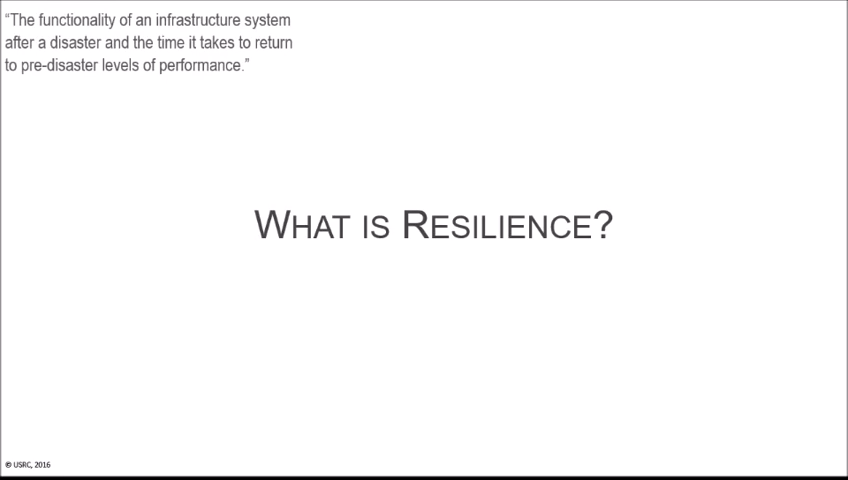 “The functionality of an infrastructure system
after a disaster and the time it takes to return
to pre-disaster levels of performance.”
WHAT IS RESILIENCE?
© USRC, 2016